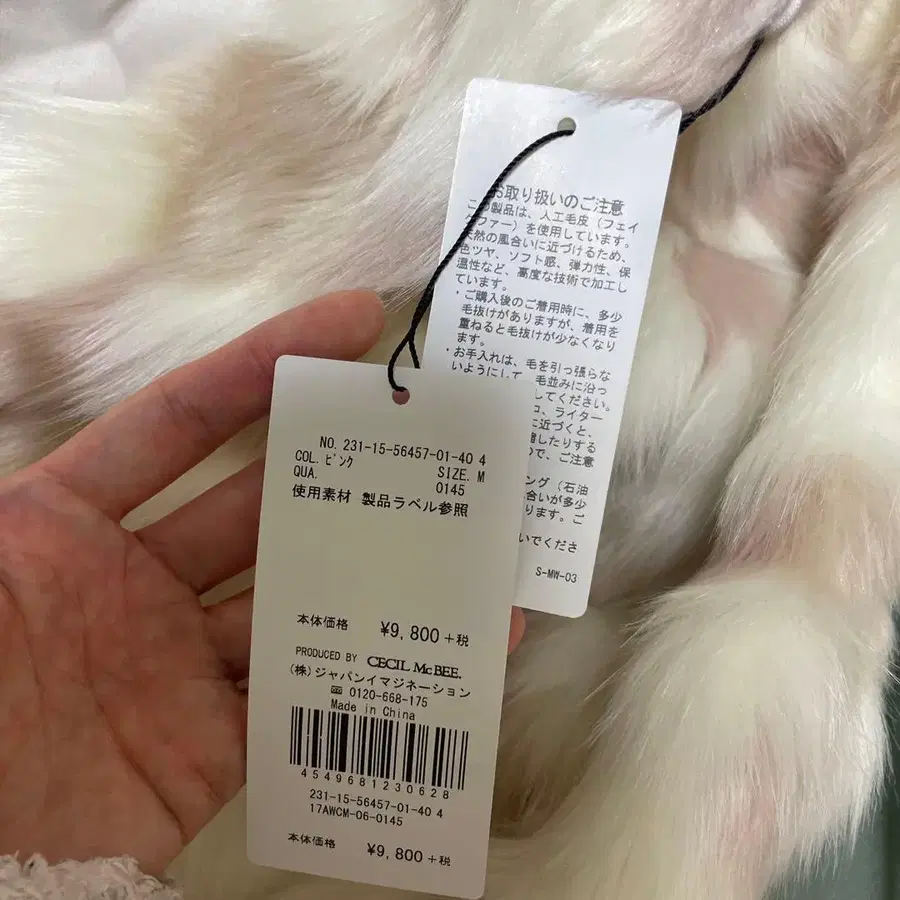 お取り扱いのご注意
この製品は、人工毛皮(フェイ
クファー)を使用しています。
天然の風合いに近づけるため、
色ツヤ、ソフト感、弾力性、保
温性など、高度な技術で加工し
ています。
・ご購入後のご着用時に、多少
毛抜けがありますが、着用を
重ねると毛抜けが少なくなり
ます。
・お手入れは、毛を引っ張らな
いようにして、毛並みに沿っ
してください。
コ、ライター
に近づくと、
したりする
ので、ご注意
ング(石油
合いが多少
ります。ご
いでくださ
S-MW-03
NO. 231-15-56457-01-40 4
COL. ピンク SIZE. M
QUA. 0145
使用素材 製品ラベル参照
本体価格 ¥9,800+税
PRODUCED BY CECIL McBEE.
(株)ジャパンイマジネーション
0120-668-175
Made in China
4549681230628
231-15-56457-01-40 4
17AWCM-06-0145
本体価格 ¥9,800+税